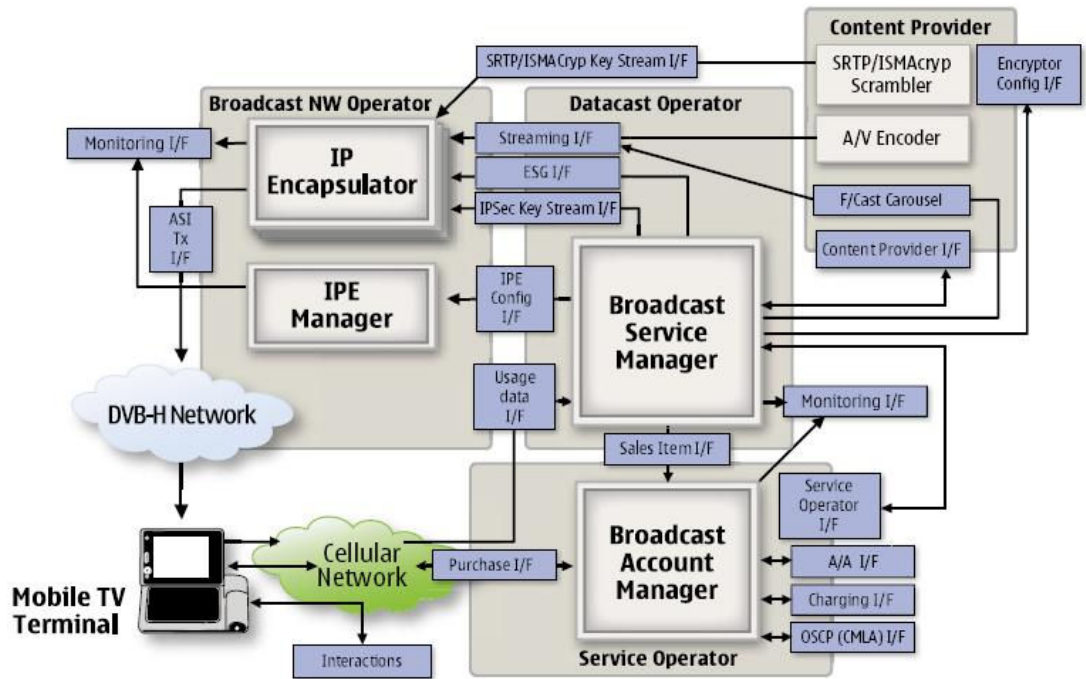 Content Provider
SRTP/ISMACryp Key Stream I/F
SRTP/ISMAcryp
Scrambler
Encryptor
Config I/F
Broadcast NW Operator
Datacast Operator
Monitoring I/F
IP
Encapsulator
Streaming I/F
A/V Encoder
ESG I/F
IPSec Key Stream I/F
F/Cast Carousel
ASI
Tx
I/F
Content Provider I/F
IPE
Manager
IPE
Config
I/F
Broadcast
Service
Manager
Usage
data
I/F
DVB-H Network
Monitoring I/F
Sales Item I/F
Service
Operator
I/F
Broadcast
Account
Manager
Cellular
Network
Purchase I/F
A/A I/F
Charging I/F
OSCP (CMLA) I/F
Mobile TV
Terminal
Interactions
Service Operator